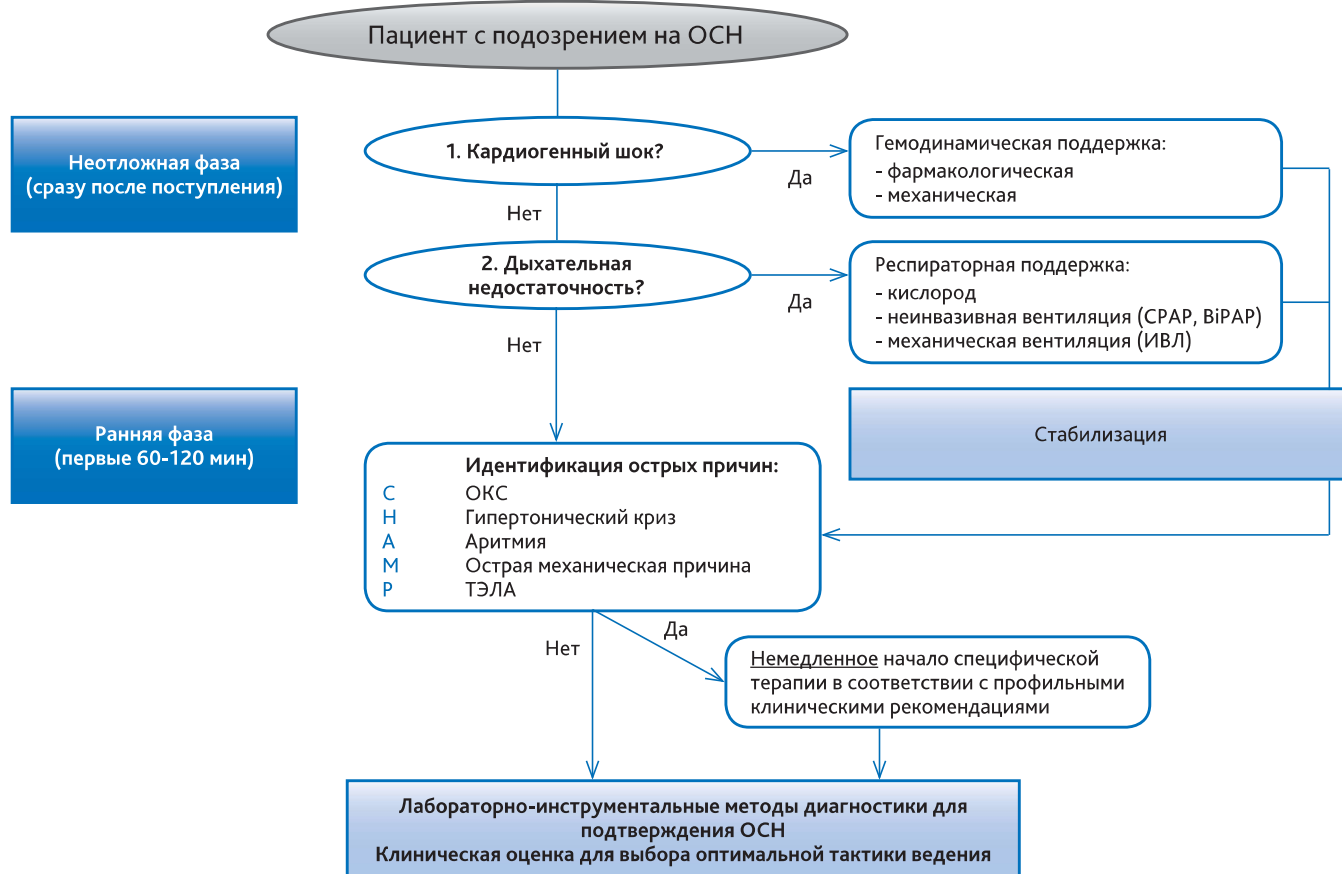 Пациент с подозрением на ОСН
Неотложная фаза
(сразу после поступления)
1. Кардиогенный шок?
Да
Гемодинамическая поддержка:
- фармакологическая
- механическая
Нет
2. Дыхательная
недостаточность?
Да
Респираторная поддержка:
- кислород
- неинвазивная вентиляция (CPAP, BiPAP)
- механическая вентиляция (ИВЛ)
Нет
Ранняя фаза
(первые 60-120 мин)
Стабилизация
Идентификация острых причин:
C ОКС
H Гипертонический криз
A Аритмия
M Острая механическая причина
P ТЭЛА
Нет
Да
Немедленное начало специфической
терапии в соответствии с профильными
клиническими рекомендациями
Лабораторно-инструментальные методы диагностики для
подтверждения ОСН
Клиническая оценка для выбора оптимальной тактики ведения